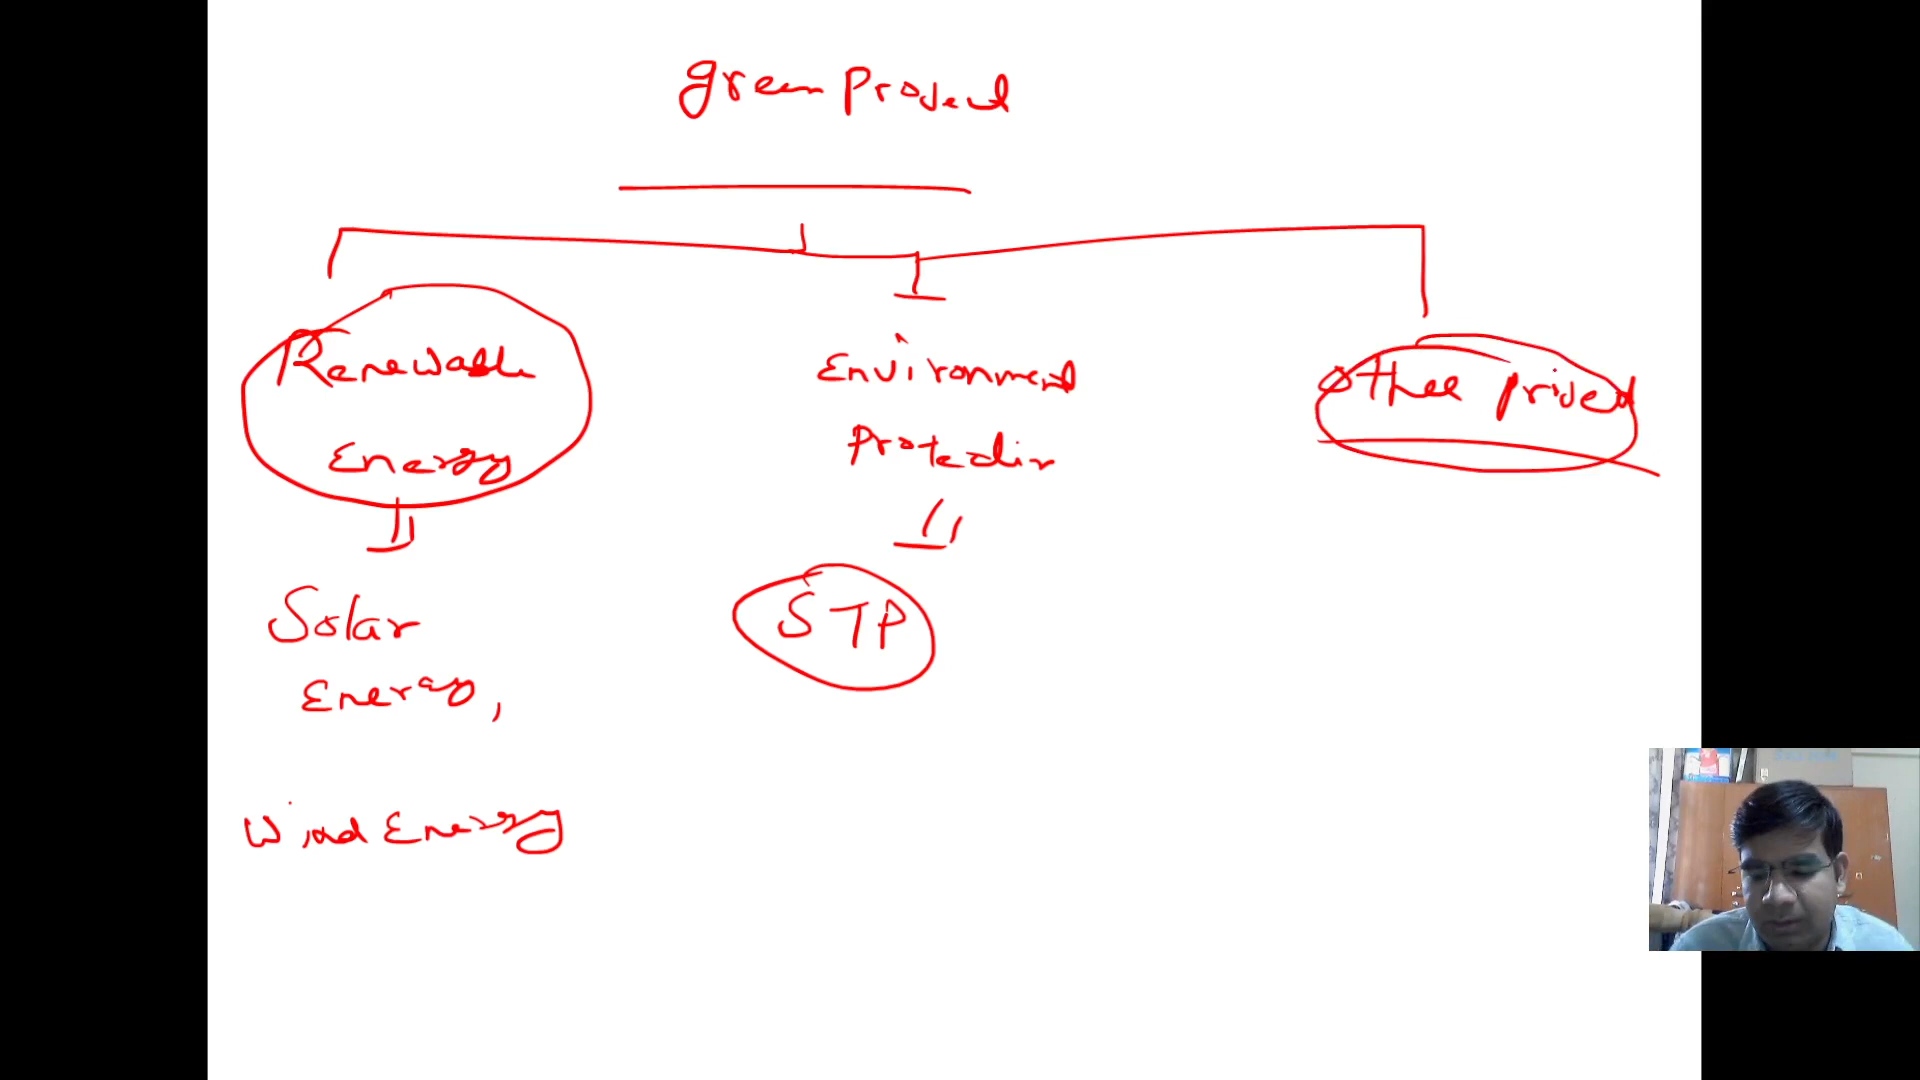 Green Project
Renewable
Energy
Environment
Protection
Other project
STP
Solar
Energy,
Wind Energy